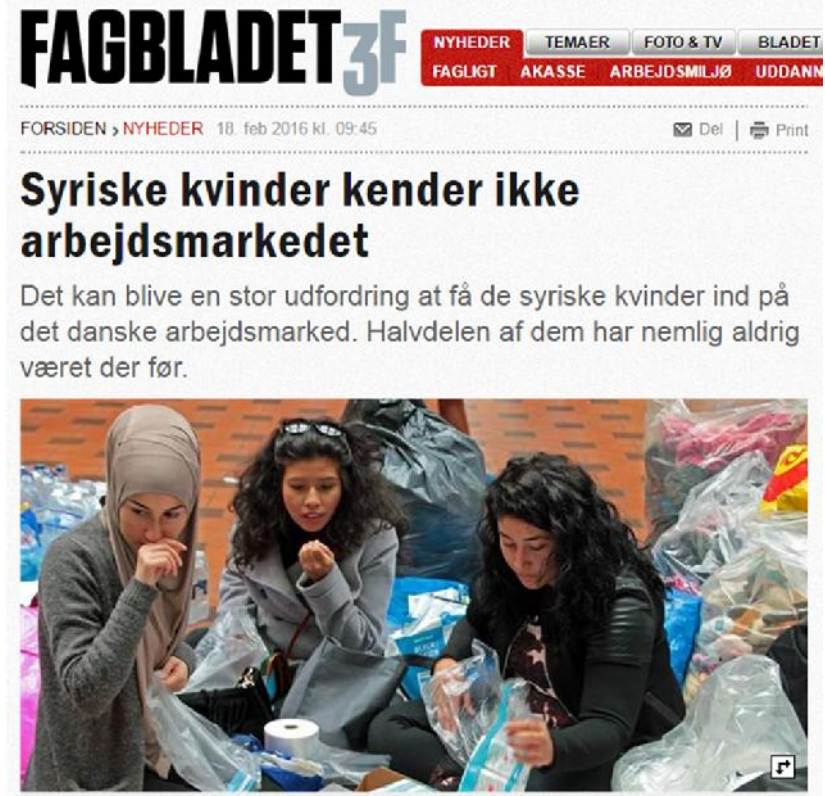 FAGBLADET3F
NYHEDER TEMAER FOTO & TV BLADET
FAGLIGT AKASSE ARBEJDSMILJØ UDDANN
FORSIDEN › NYHEDER 18. feb 2016 kl. 09:45 Del | Print
Syriske kvinder kender ikke
arbejdsmarkedet
Det kan blive en stor udfordring at få de syriske kvinder ind på
det danske arbejdsmarked. Halvdelen af dem har nemlig aldrig
været der før.